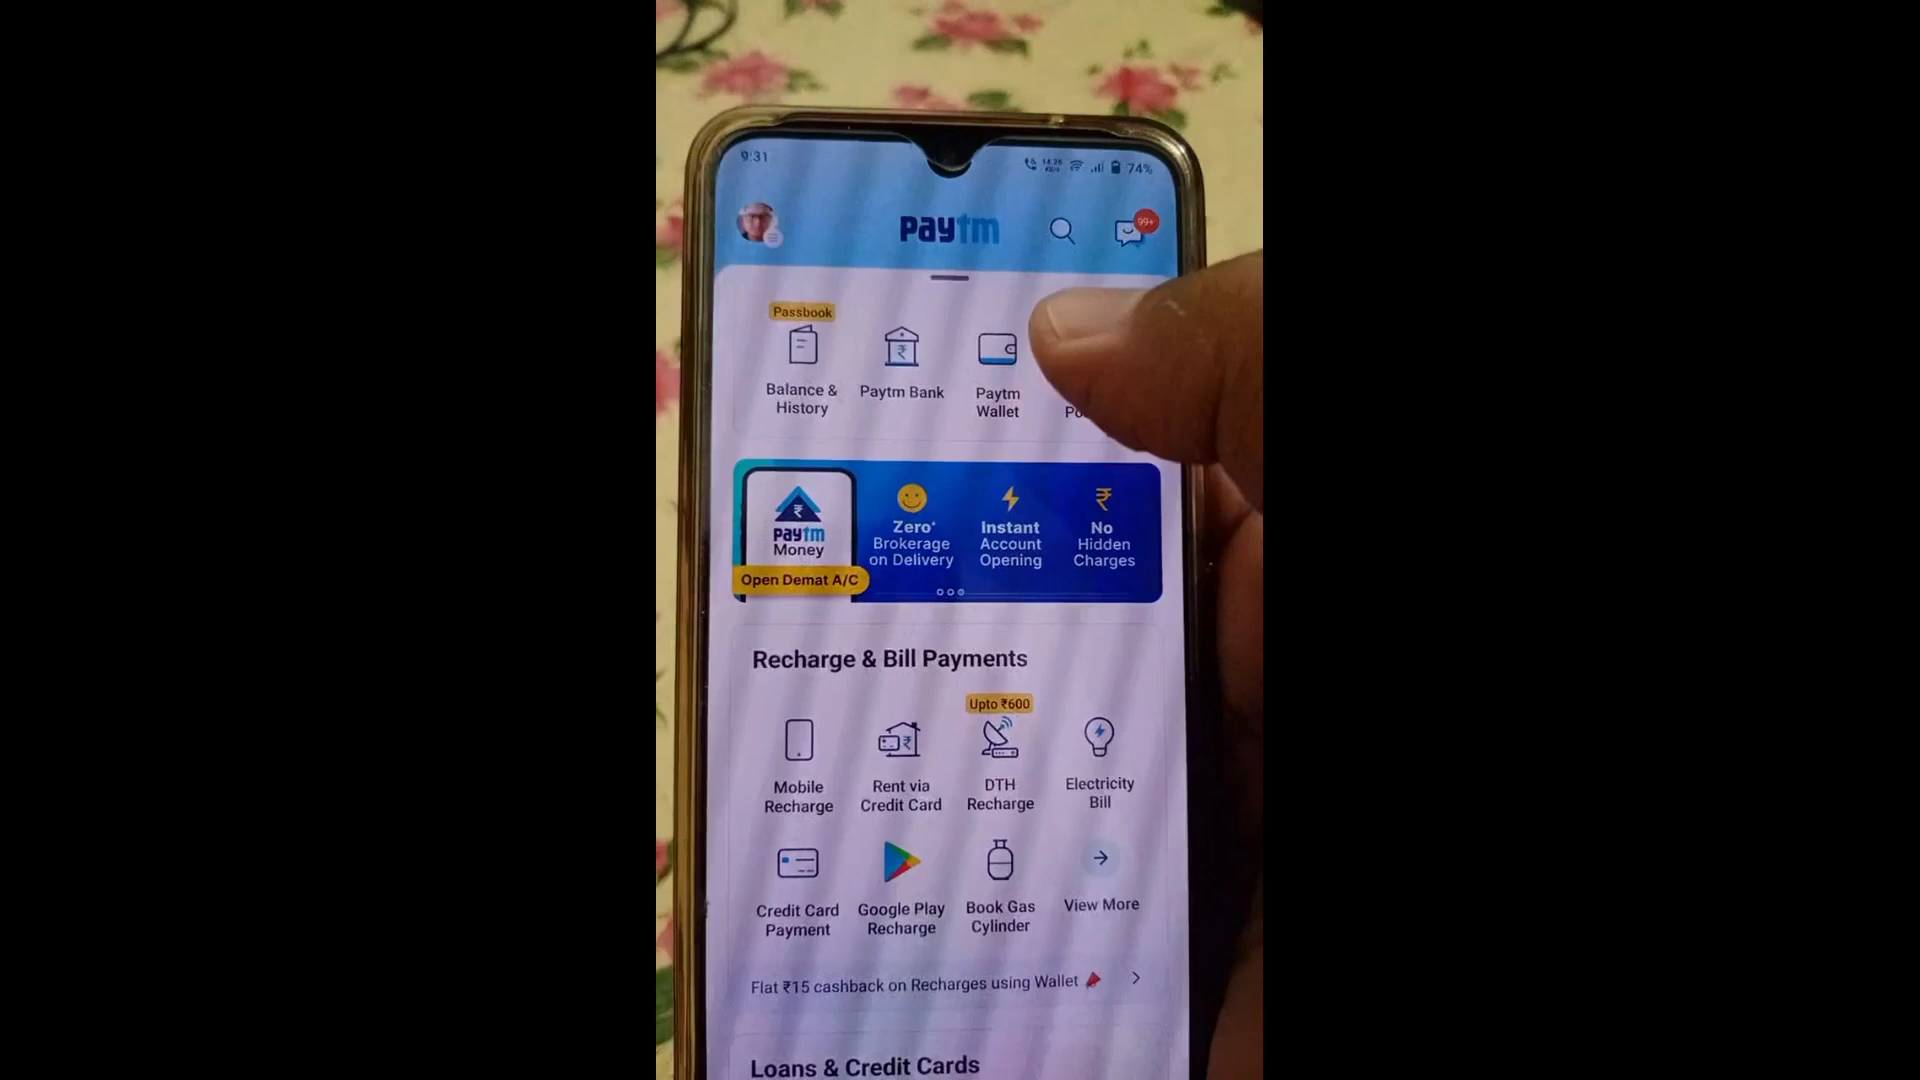 9:31
74%
paytm
99+
Passbook
Balance &
History
Paytm Bank
Paytm
Wallet
paytm
Money
Open Demat A/C
Zero*
Brokerage
on Delivery
Instant
Account
Opening
₹
No
Hidden
Charges
Recharge & Bill Payments
Upto ₹600
Mobile
Recharge
Rent via
Credit Card
DTH
Recharge
Electricity
Bill
Credit Card
Payment
Google Play
Recharge
Book Gas
Cylinder
View More
Flat ₹15 cashback on Recharges using Wallet
Loans & Credit Cards